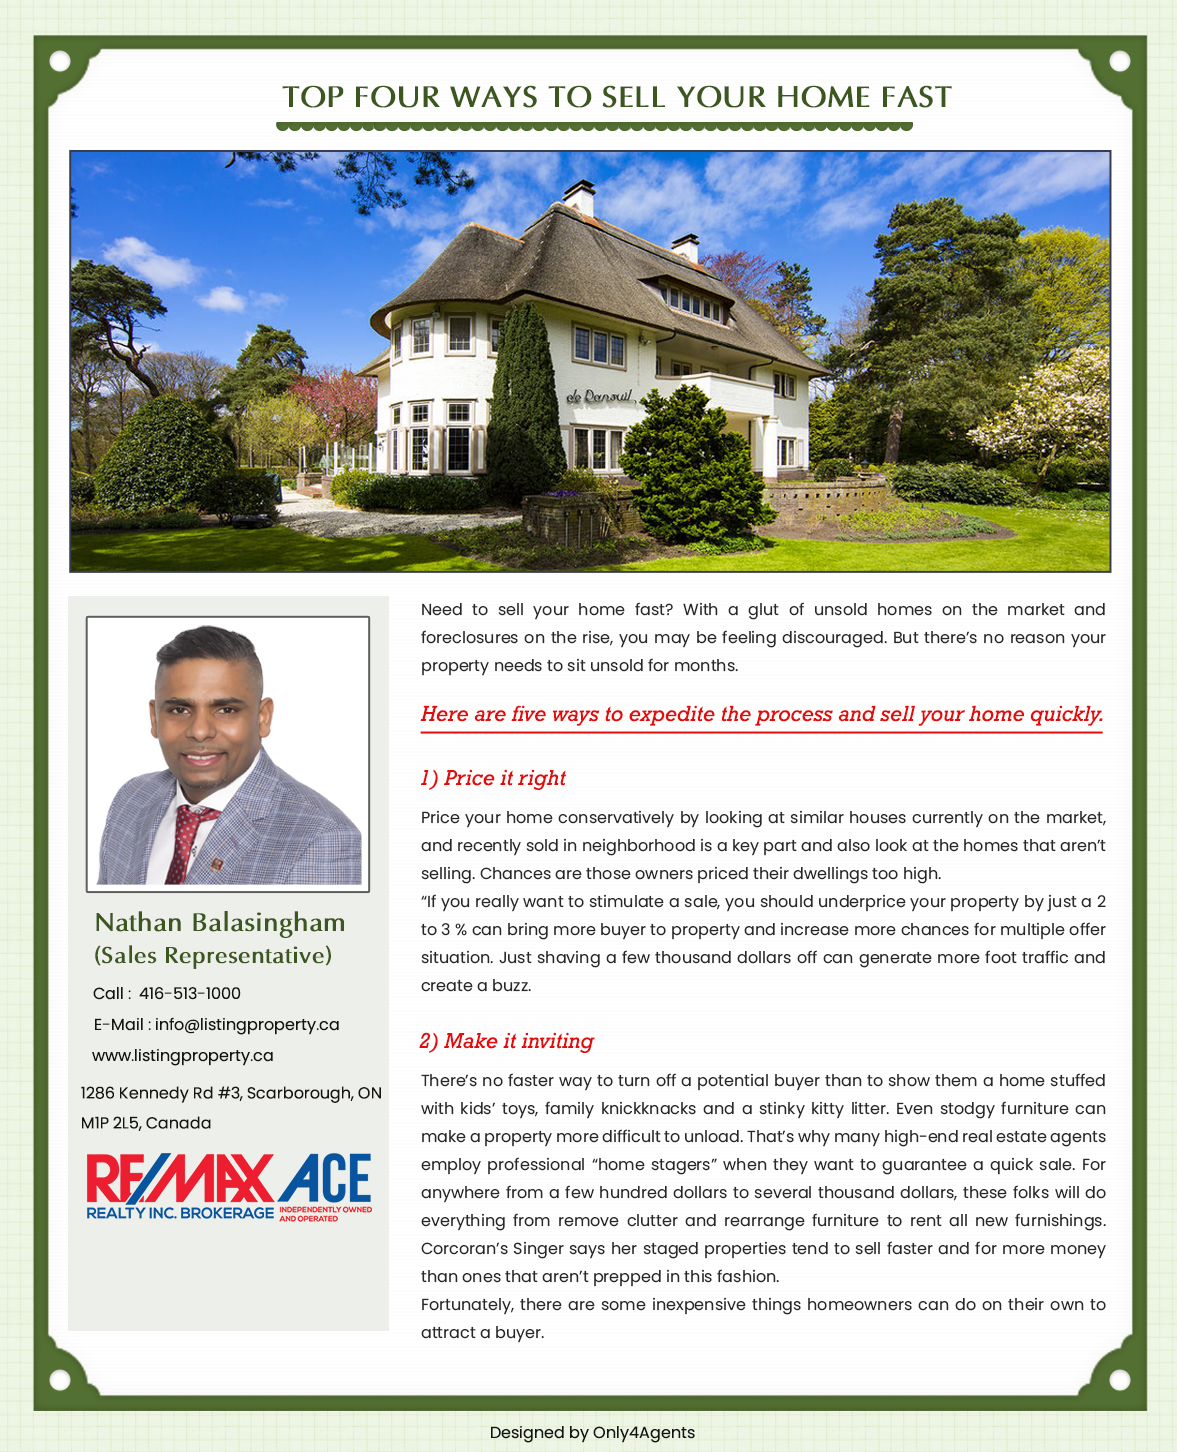 TOP FOUR WAYS TO SELL YOUR HOME FAST
Need to sell your home fast? With a glut of unsold homes on the market and
foreclosures on the rise, you may be feeling discouraged. But there’s no reason your
property needs to sit unsold for months.
Here are five ways to expedite the process and sell your home quickly.
1) Price it right
Price your home conservatively by looking at similar houses currently on the market,
and recently sold in neighborhood is a key part and also look at the homes that aren’t
selling. Chances are those owners priced their dwellings too high.
“If you really want to stimulate a sale, you should underprice your property by just a 2
to 3 % can bring more buyer to property and increase more chances for multiple offer
situation. Just shaving a few thousand dollars off can generate more foot traffic and
create a buzz.
2) Make it inviting
There’s no faster way to turn off a potential buyer than to show them a home stuffed
with kids’ toys, family knickknacks and a stinky kitty litter. Even stodgy furniture can
make a property more difficult to unload. That’s why many high-end real estate agents
employ professional “home stagers” when they want to guarantee a quick sale. For
anywhere from a few hundred dollars to several thousand dollars, these folks will do
everything from remove clutter and rearrange furniture to rent all new furnishings.
Corcoran’s Singer says her staged properties tend to sell faster and for more money
than ones that aren’t prepped in this fashion.
Fortunately, there are some inexpensive things homeowners can do on their own to
attract a buyer.
Nathan Balasingham
(Sales Representative)
Call : 416-513-1000
E-Mail : info@listingproperty.ca
www.listingproperty.ca
1286 Kennedy Rd #3, Scarborough, ON
M1P 2L5, Canada
RE/MAX ACE
REALTY INC. BROKERAGE
INDEPENDENTLY OWNED
AND OPERATED
Designed by Only4Agents